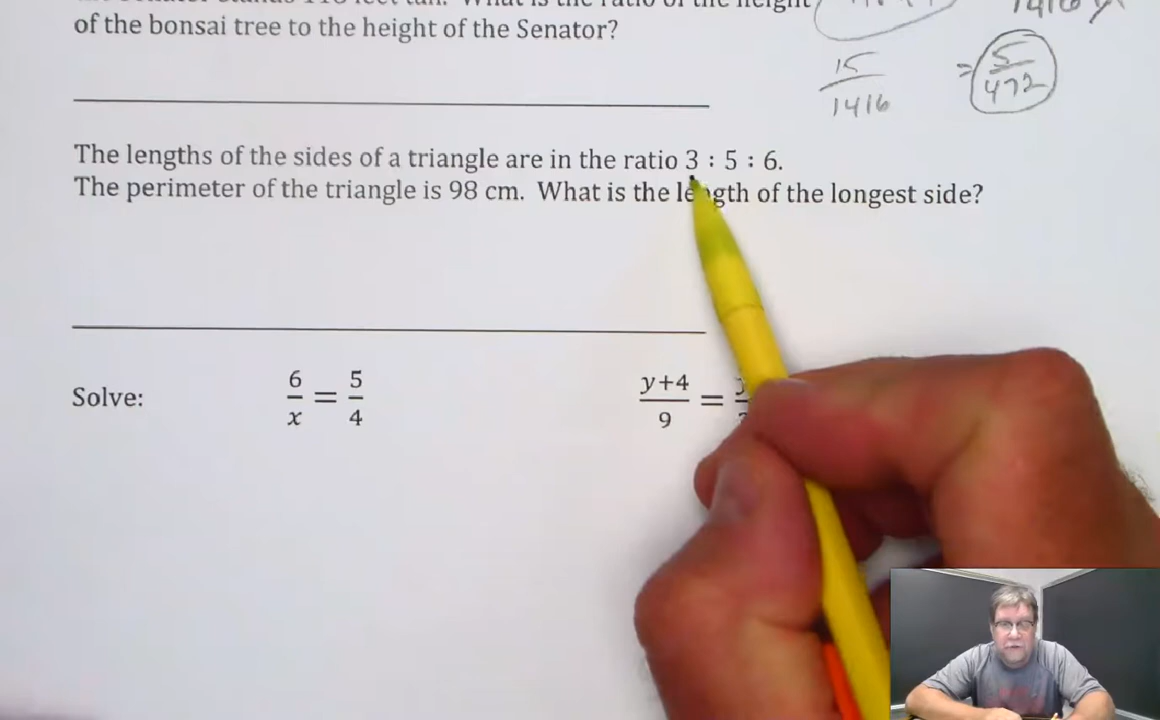 of the bonsai tree to the height of the Senator?
15
1416
= 5
472
The lengths of the sides of a triangle are in the ratio 3 : 5 : 6.
The perimeter of the triangle is 98 cm. What is the length of the longest side?
Solve:
6/x = 5/4
y+4/9 =